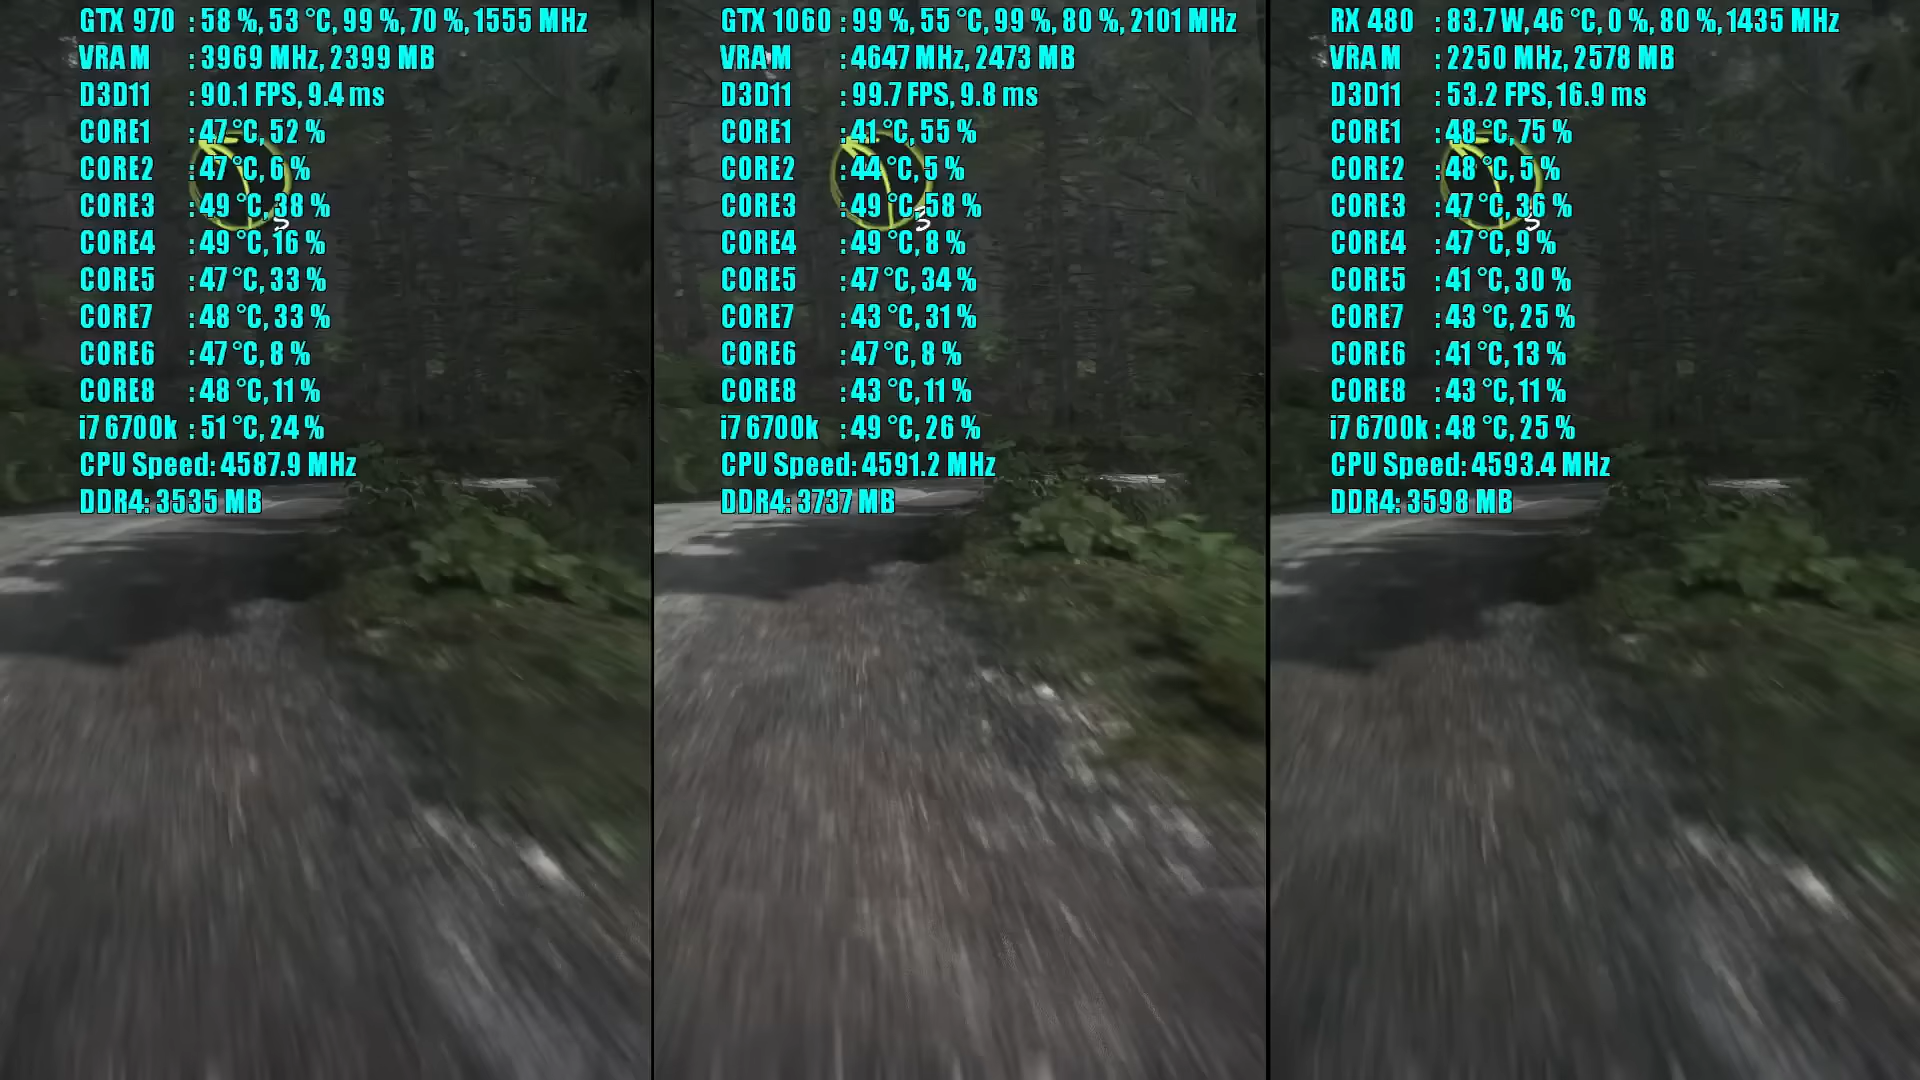 GTX 970 : 58 %, 53 °C, 99 %, 70 %, 1555 MHz
VRAM : 3969 MHz, 2399 MB
D3D11 : 90.1 FPS, 9.4 ms
CORE1 : 47 °C, 52 %
CORE2 : 47 °C, 6 %
CORE3 : 49 °C, 38 %
CORE4 : 49 °C, 16 %
CORE5 : 47 °C, 33 %
CORE7 : 48 °C, 33 %
CORE6 : 47 °C, 8 %
CORE8 : 48 °C, 11 %
i7 6700k : 51 °C, 24 %
CPU Speed: 4587.9 MHz
DDR4: 3535 MB
3
GTX 1060 : 99 %, 55 °C, 99 %, 80 %, 2101 MHz
VRAM : 4647 MHz, 2473 MB
D3D11 : 99.7 FPS, 9.8 ms
CORE1 : 41 °C, 55 %
CORE2 : 44 °C, 5 %
CORE3 : 49 °C, 58 %
CORE4 : 49 °C, 8 %
CORE5 : 47 °C, 34 %
CORE7 : 43 °C, 31 %
CORE6 : 47 °C, 8 %
CORE8 : 43 °C, 11 %
i7 6700k : 49 °C, 26 %
CPU Speed: 4591.2 MHz
DDR4: 3737 MB
3
RX 480 : 83.7 W, 46 °C, 0 %, 80 %, 1435 MHz
VRAM : 2250 MHz, 2578 MB
D3D11 : 53.2 FPS, 16.9 ms
CORE1 : 48 °C, 75 %
CORE2 : 48 °C, 5 %
CORE3 : 47 °C, 36 %
CORE4 : 47 °C, 9 %
CORE5 : 41 °C, 30 %
CORE7 : 43 °C, 25 %
CORE6 : 41 °C, 13 %
CORE8 : 43 °C, 11 %
i7 6700k : 48 °C, 25 %
CPU Speed: 4593.4 MHz
DDR4: 3598 MB
3